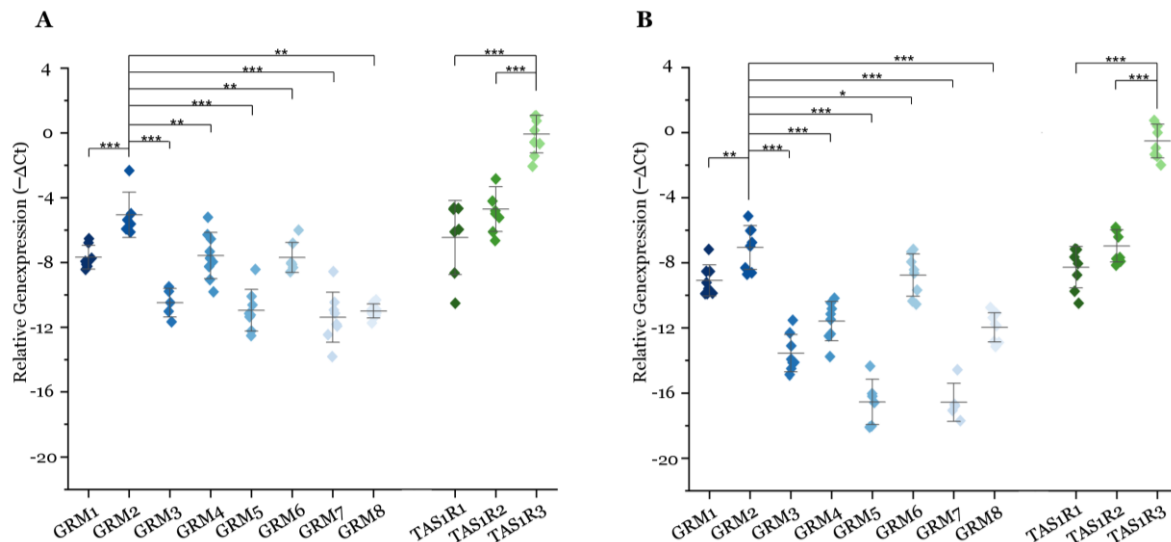 A
Relative Genexpression (−ΔCt)
4
0
-4
-8
-12
-16
-20
**
***
**
***
**
***
***
***
***
GRM1
GRM2
GRM3
GRM4
GRM5
GRM6
GRM7
GRM8
TAS1R1
TAS1R2
TAS1R3
B
Relative Genexpression (−ΔCt)
4
0
-4
-8
-12
-16
-20
***
***
*
***
***
***
**
***
***
GRM1
GRM2
GRM3
GRM4
GRM5
GRM6
GRM7
GRM8
TAS1R1
TAS1R2
TAS1R3